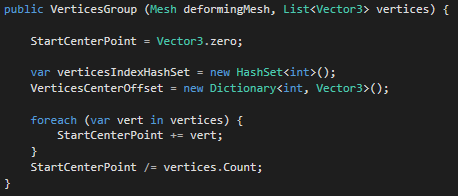 public VerticesGroup (Mesh deformingMesh, List<Vector3> vertices) {
StartCenterPoint = Vector3.zero;
var verticesIndexHashSet = new HashSet<int>();
VerticesCenterOffset = new Dictionary<int, Vector3>();
foreach (var vert in vertices) {
StartCenterPoint += vert;
}
StartCenterPoint /= vertices.Count;
}